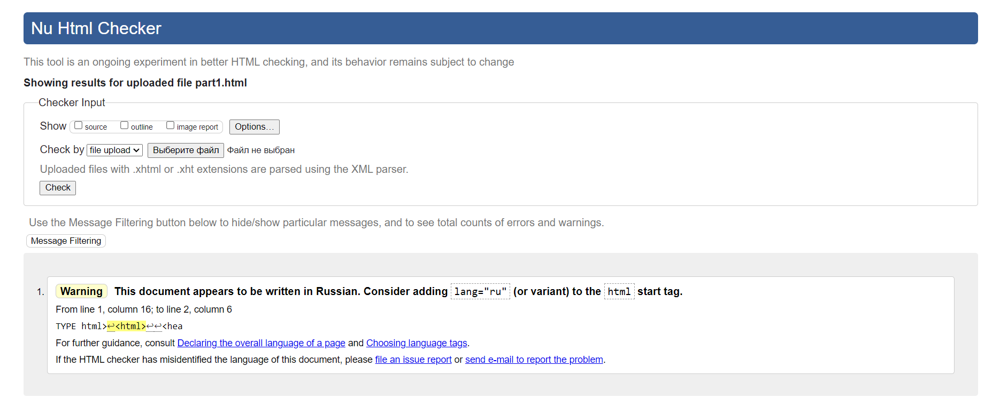 Nu Html Checker
This tool is an ongoing experiment in better HTML checking, and its behavior remains subject to change
Showing results for uploaded file part1.html
Checker Input
Show source outline image report Options...
Check by file upload Выберите файл Файл не выбран
Uploaded files with .xhtml or .xht extensions are parsed using the XML parser.
Check
Use the Message Filtering button below to hide/show particular messages, and to see total counts of errors and warnings.
Message Filtering
1. Warning This document appears to be written in Russian. Consider adding lang="ru" (or variant) to the html start tag.
From line 1, column 16; to line 2, column 6
TYPE html>↩<html>↩↩<hea
For further guidance, consult Declaring the overall language of a page and Choosing language tags.
If the HTML checker has misidentified the language of this document, please file an issue report or send e-mail to report the problem.